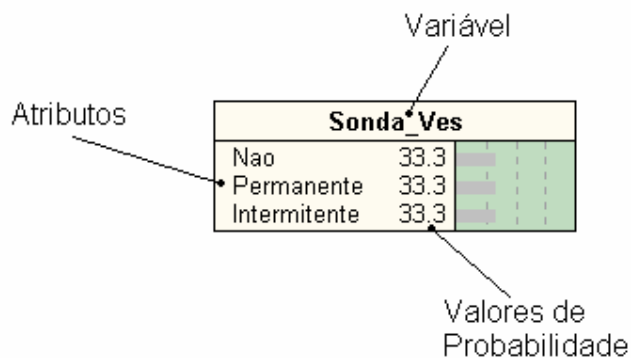 Variável
Atributos
Sonda_Ves
Nao 33.3
Permanente 33.3
Intermitente 33.3
Valores de
Probabilidade